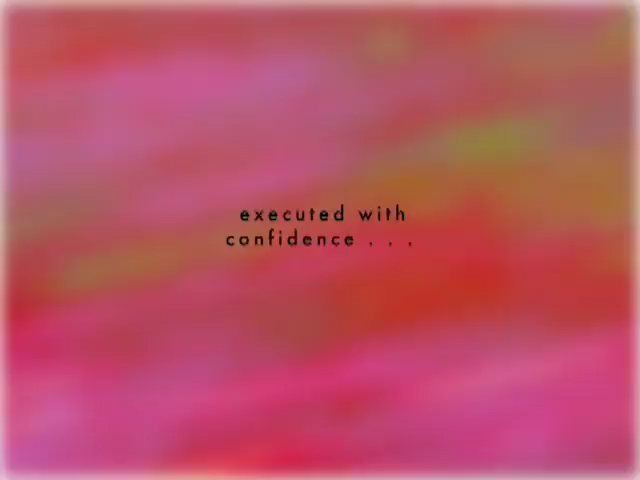 executed with
confidence . . .